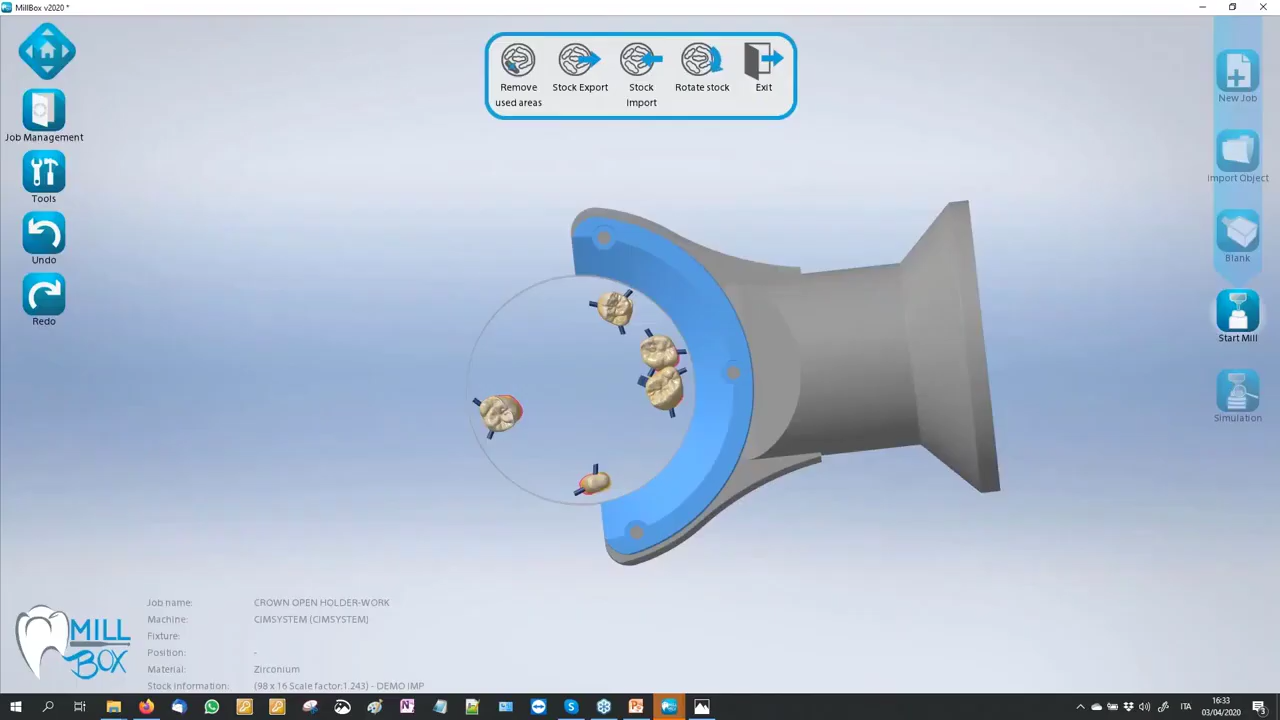 MillBox v2020 *
Remove
used areas
Stock Export
Stock
Import
Rotate stock
Exit
Job Management
Tools
Undo
Redo
New Job
Import Object
Blank
Start Mill
Simulation
MILL
BOX
Job name: CROWN OPEN HOLDER-WORK
Machine: CIMSYSTEM (CIMSYSTEM)
Fixture:
Position: -
Material: Zirconium
Stock information: (98 x 16 Scale factor:1.243) - DEMO IMP
ITA
16:33
03/04/2020